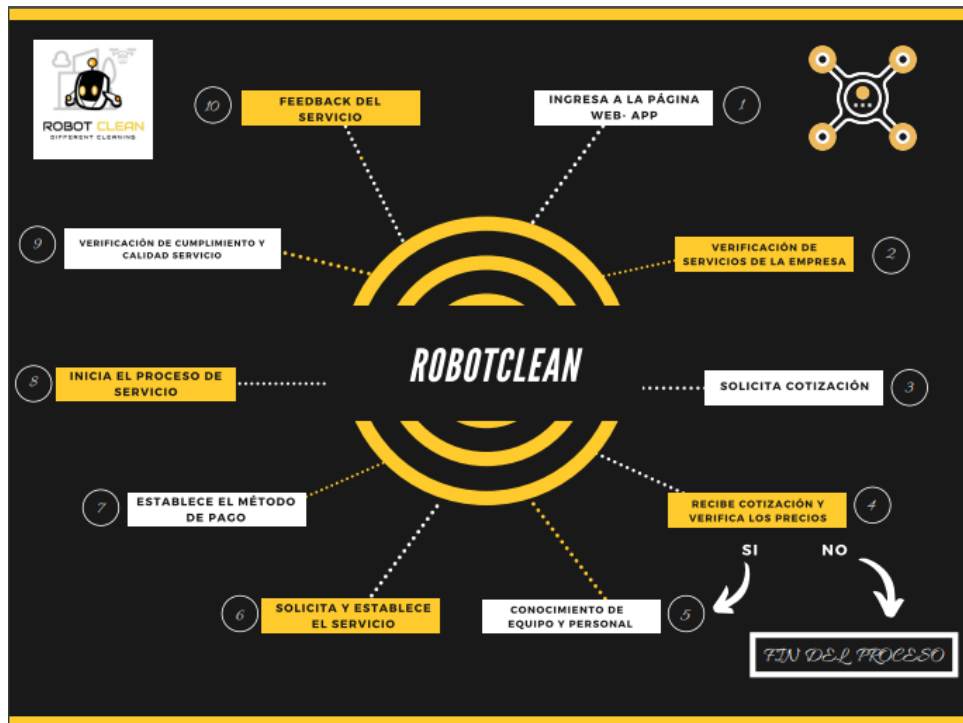 ROBOT CLEAN
DIFFERENT CLEANING
10
FEEDBACK DEL
SERVICIO
INGRESA A LA PÁGINA
WEB- APP
1
9
VERIFICACIÓN DE CUMPLIMIENTO Y
CALIDAD SERVICIO
VERIFICACIÓN DE
SERVICIOS DE LA EMPRESA
2
8
INICIA EL PROCESO DE
SERVICIO
ROBOTCLEAN
SOLICITA COTIZACIÓN
3
7
ESTABLECE EL MÉTODO
DE PAGO
RECIBE COTIZACIÓN Y
VERIFICA LOS PRECIOS
4
SI
NO
6
SOLICITA Y ESTABLECE
EL SERVICIO
CONOCIMIENTO DE
EQUIPO Y PERSONAL
5
FIN DEL PROCESO